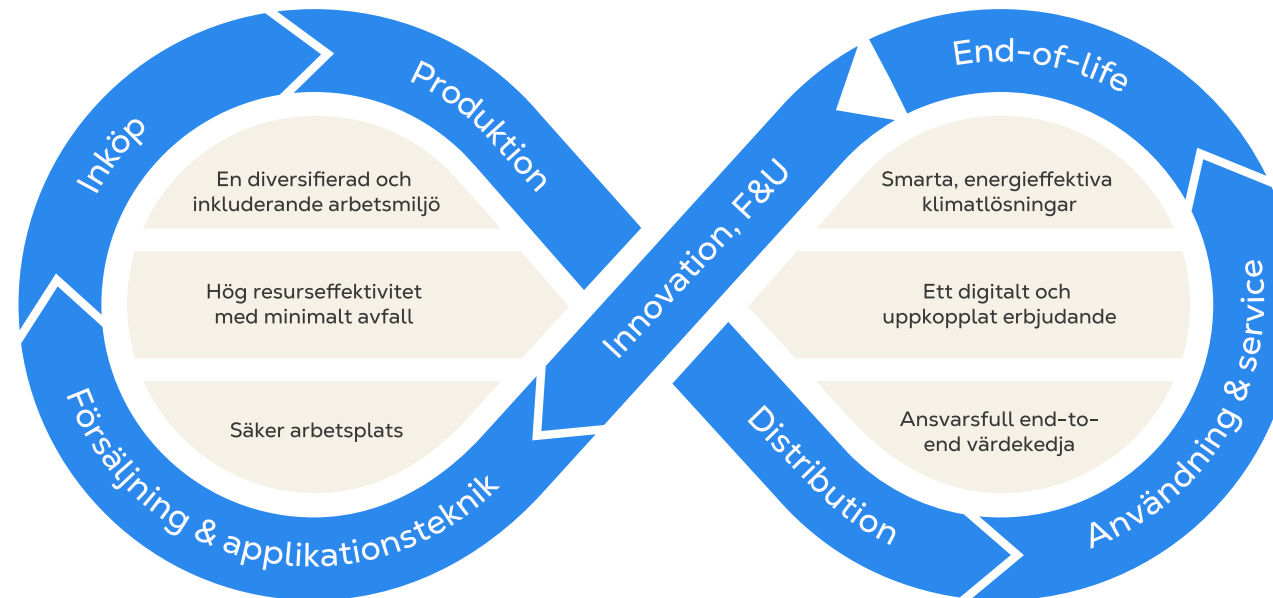 Inköp
Produktion
Innovation, F&U
End-of-life
En diversifierad och
inkluderande arbetsmiljö
Hög resurseffektivitet
med minimalt avfall
Säker arbetsplats
Smarta, energieffektiva
klimatlösningar
Ett digitalt och
uppkopplat erbjudande
Ansvarsfull end-to-
end värdekedja
Försäljning & applikationsteknik
Distribution
Användning & service